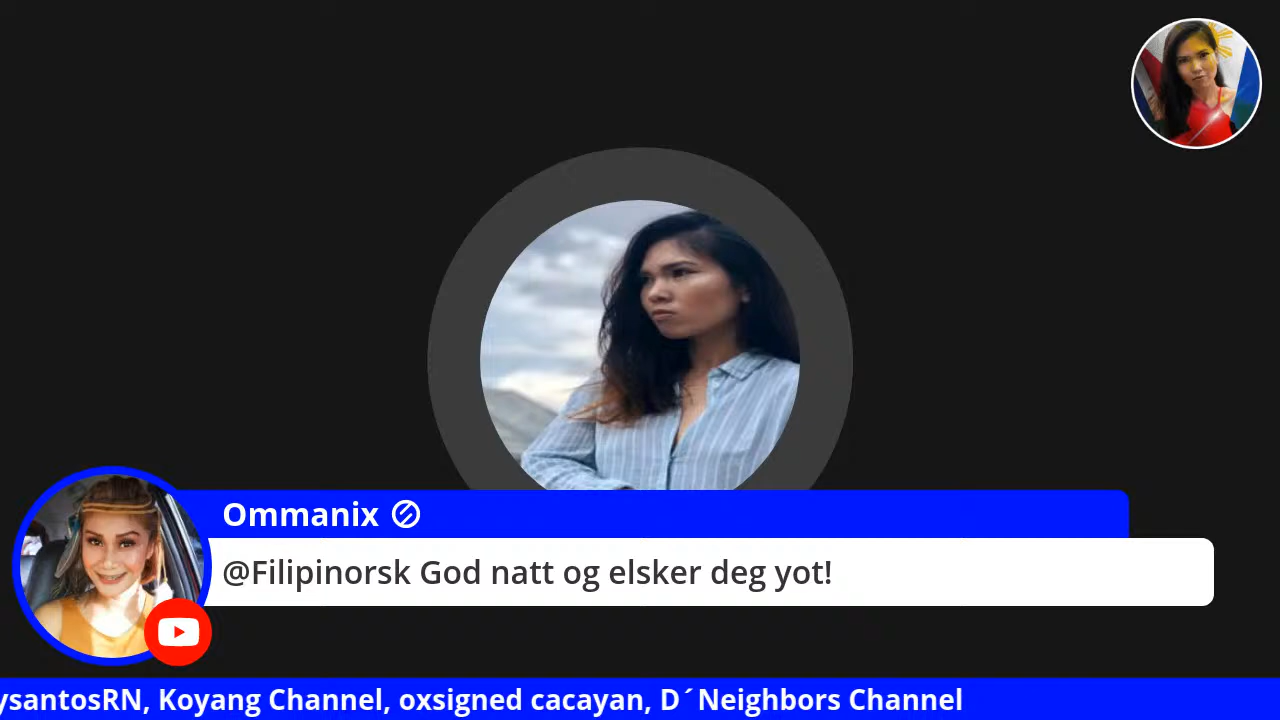 Ommanix
@Filipinorsk God natt og elsker deg yot!
ysantosRN, Koyang Channel, oxsigned cacayan, D´Neighbors Channel